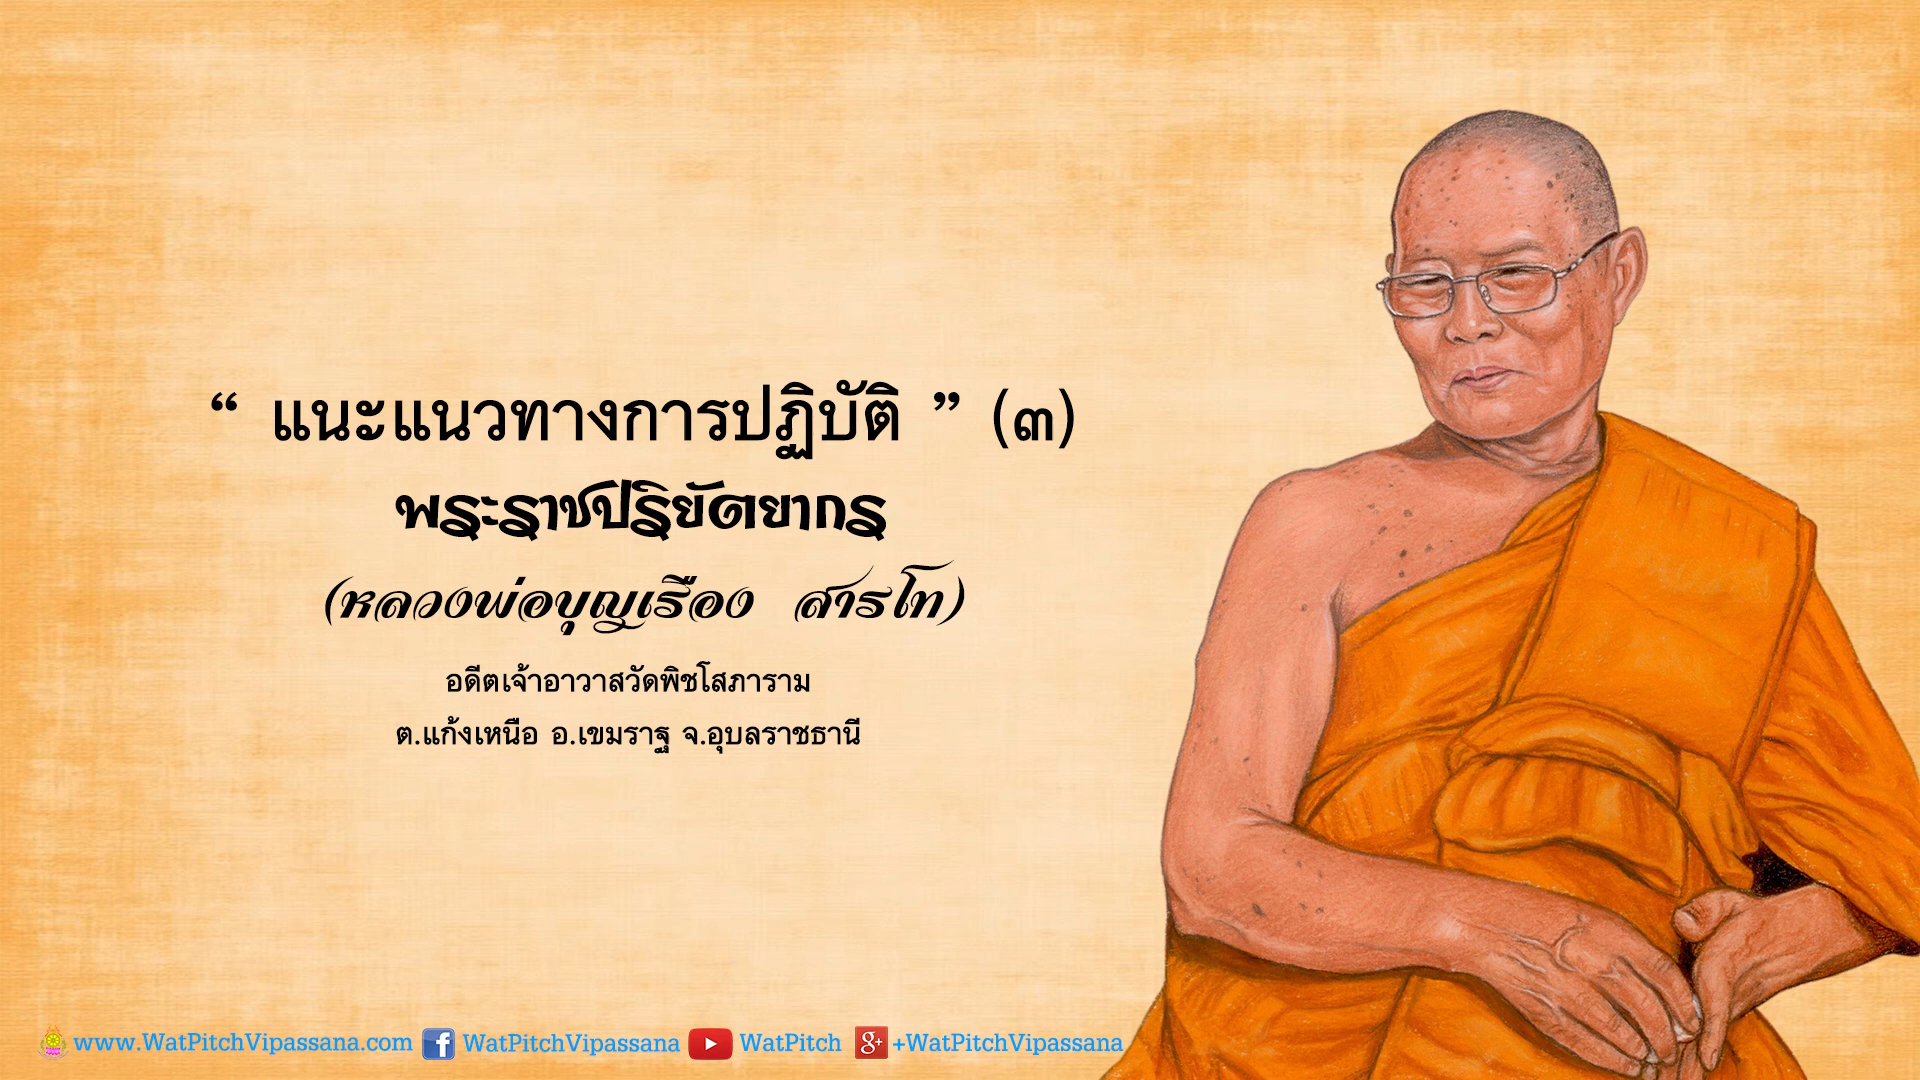 “ แนะแนวทางการปฏิบัติ ” (๓)
พระราชปริยัตยากร
(หลวงพ่อบุญเรือง สารโท)
อดีตเจ้าอาวาสวัดพิชโสภาราม
ต.แก้งเหนือ อ.เขมราฐ จ.อุบลราชธานี
www.WatPitchVipassana.com f WatPitchVipassana WatPitch g+ +WatPitchVipassana